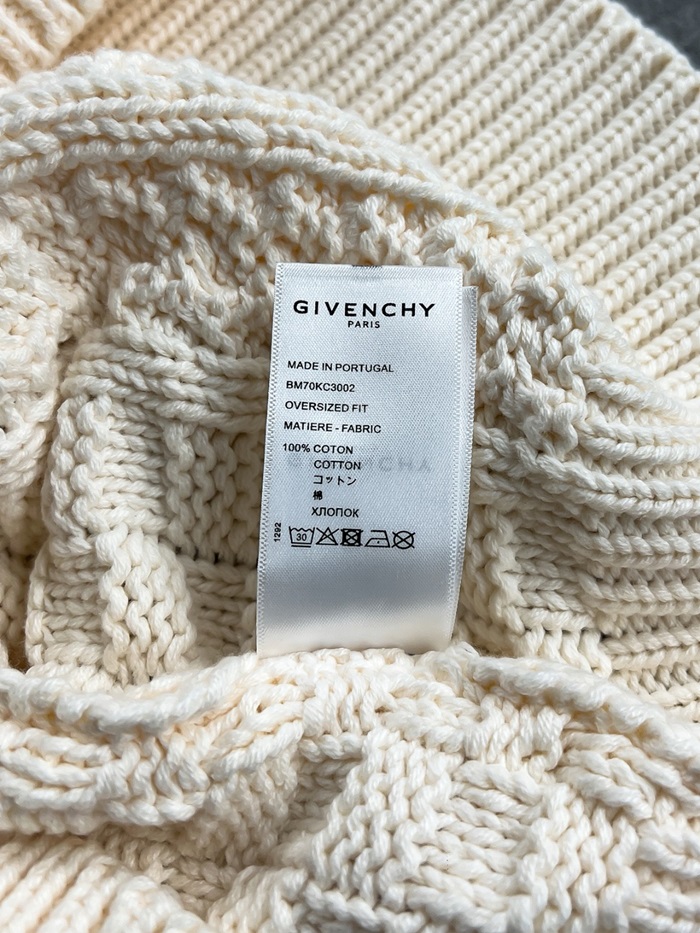 GIVENCHY
PARIS
MADE IN PORTUGAL
BM70KC3002
OVERSIZED FIT
MATIERE - FABRIC
100% COTON
COTTON
コットン
棉
ХЛОПОК
1292
30